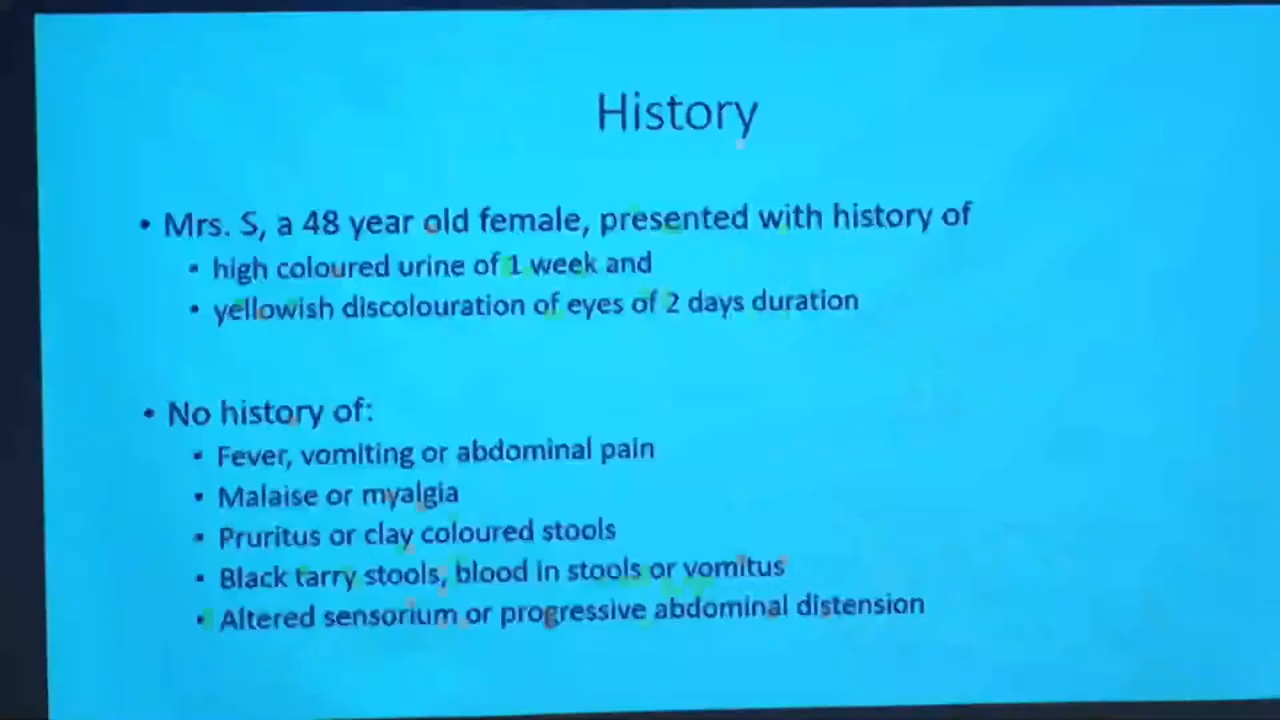 History
• Mrs. S, a 48 year old female, presented with history of
▪ high coloured urine of 1 week and
▪ yellowish discolouration of eyes of 2 days duration
• No history of:
▪ Fever, vomiting or abdominal pain
▪ Malaise or myalgia
▪ Pruritus or clay coloured stools
▪ Black tarry stools, blood in stools or vomitus
▪ Altered sensorium or progressive abdominal distension